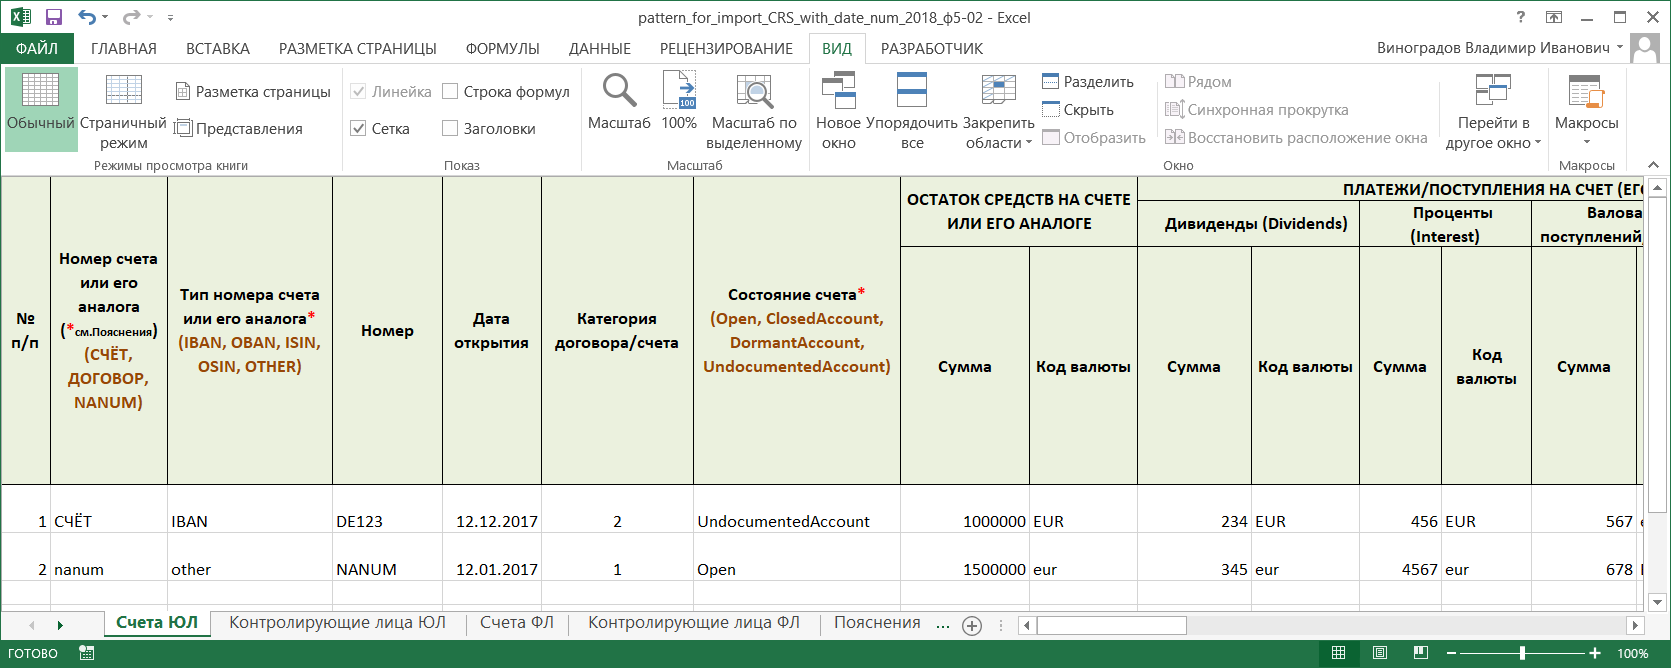 pattern_for_import_CRS_with_date_num_2018_ф5-02 - Excel
ФАЙЛ ГЛАВНАЯ ВСТАВКА РАЗМЕТКА СТРАНИЦЫ ФОРМУЛЫ ДАННЫЕ РЕЦЕНЗИРОВАНИЕ ВИД РАЗРАБОТЧИК Виноградов Владимир Иванович
Обычный
Страничный
режим
Разметка страницы
Представления
Режимы просмотра книги
Линейка
Строка формул
Сетка
Заголовки
Показ
Масштаб
100%
100
Масштаб по
выделенному
Масштаб
Новое
окно
Упорядочить
все
Закрепить
области
Разделить
Скрыть
Отобразить
Рядом
Синхронная прокрутка
Восстановить расположение окна
Перейти в
другое окно
Окно
Макросы
Макросы
№
п/п
Номер счета
или его
аналога
(*см.Пояснения)
(СЧЁТ,
ДОГОВОР,
NANUM)
Тип номера счета
или его аналога*
(IBAN, OBAN, ISIN,
OSIN, OTHER)
Номер
Дата
открытия
Категория
договора/счета
Состояние счета*
(Open, ClosedAccount,
DormantAccount,
UndocumentedAccount)
ОСТАТОК СРЕДСТВ НА СЧЕТЕ
ИЛИ ЕГО АНАЛОГЕ
Сумма
Код валюты
ПЛАТЕЖИ/ПОСТУПЛЕНИЯ НА СЧЕТ (ЕГО
Дивиденды (Dividends)
Сумма
Код валюты
Проценты
(Interest)
Сумма
Код
валюты
Валова
поступлений,
Сумма
1 СЧЁТ IBAN DE123 12.12.2017 2 UndocumentedAccount 1000000 EUR 234 EUR 456 EUR 567
2 nanum other NANUM 12.01.2017 1 Open 1500000 eur 345 eur 4567 eur 678
Счета ЮЛ Контролирующие лица ЮЛ Счета ФЛ Контролирующие лица ФЛ Пояснения ...
ГОТОВО 100%